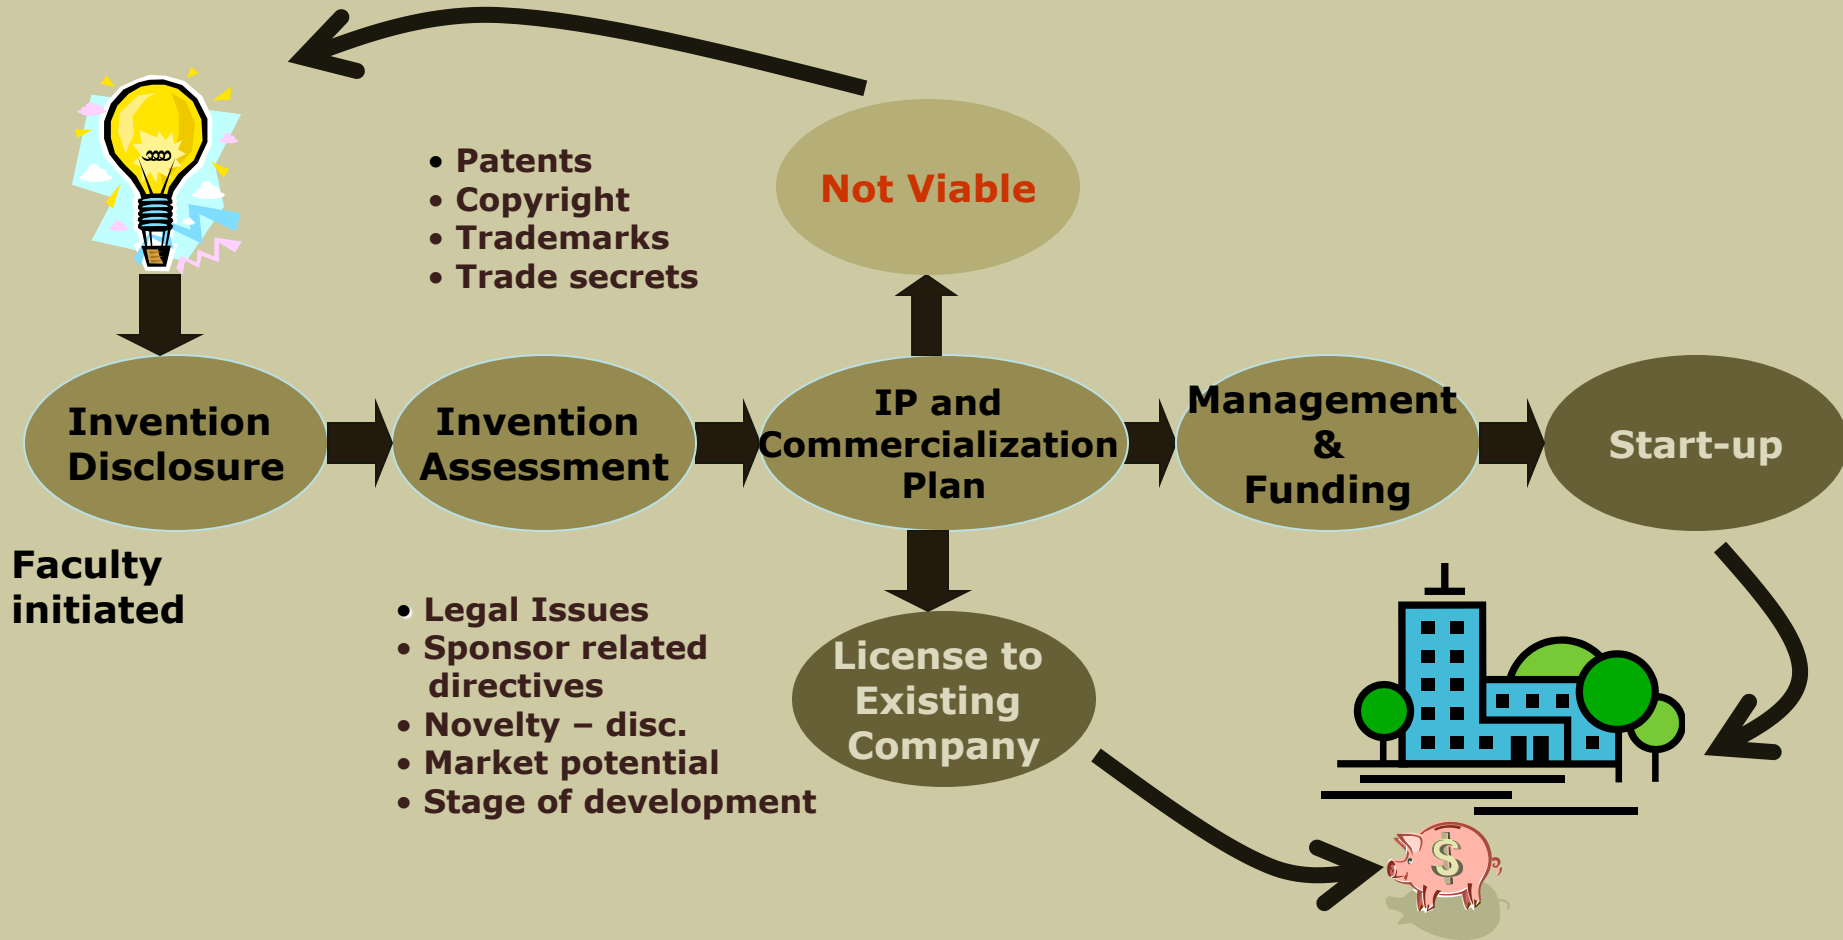 • Patents
• Copyright
• Trademarks
• Trade secrets
Not Viable
Invention
Disclosure
Invention
Assessment
IP and
Commercialization
Plan
Management
&
Funding
Start-up
Faculty
initiated
• Legal Issues
• Sponsor related
directives
• Novelty – disc.
• Market potential
• Stage of development
License to
Existing
Company
$